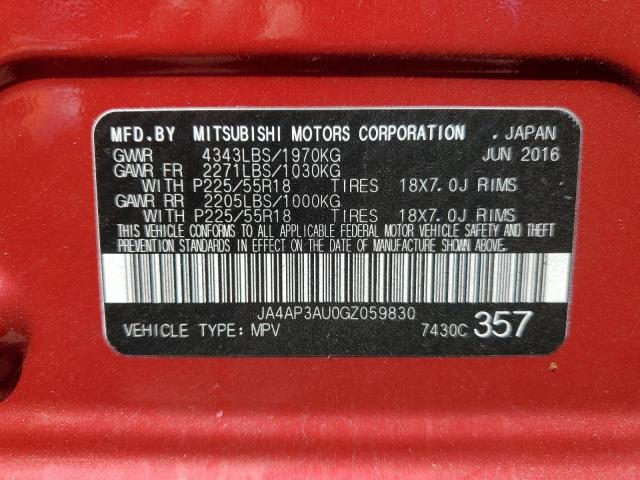 MFD. BY MITSUBISHI MOTORS CORPORATION , JAPAN
GVWR 4343LBS/1970KG JUN 2016
GAWR FR 2271LBS/1030KG
WITH P225/55R18 TIRES 18X7.0J RIMS
GAWR RR 2205LBS/1000KG
WITH P225/55R18 TIRES 18X7.0J RIMS
THIS VEHICLE CONFORMS TO ALL APPLICABLE FEDERAL MOTOR VEHICLE SAFETY AND THEFT
PREVENTION STANDARDS IN EFFECT ON THE DATE OF MANUFACTURE SHOWN ABOVE.
JA4AP3AU0GZ059830
VEHICLE TYPE: MPV 7430C 357